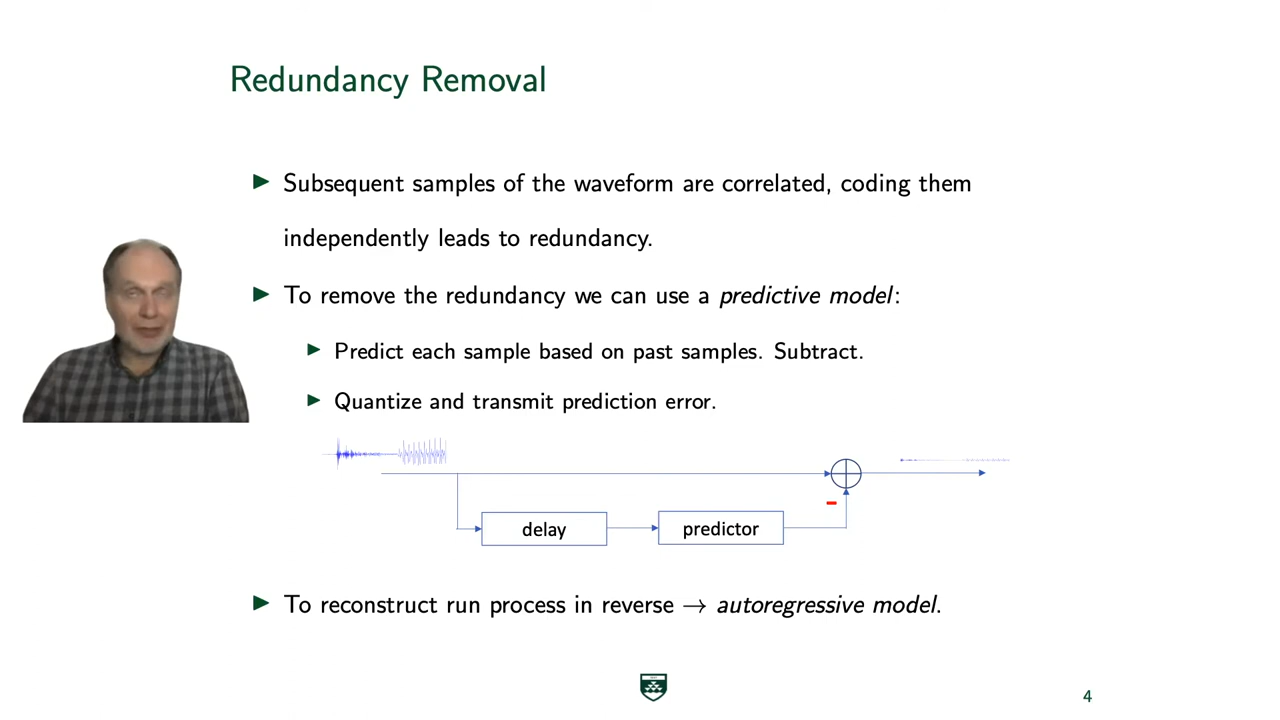 Redundancy Removal
Subsequent samples of the waveform are correlated, coding them
independently leads to redundancy.
To remove the redundancy we can use a predictive model:
Predict each sample based on past samples. Subtract.
Quantize and transmit prediction error.
delay
predictor
To reconstruct run process in reverse → autoregressive model.
4